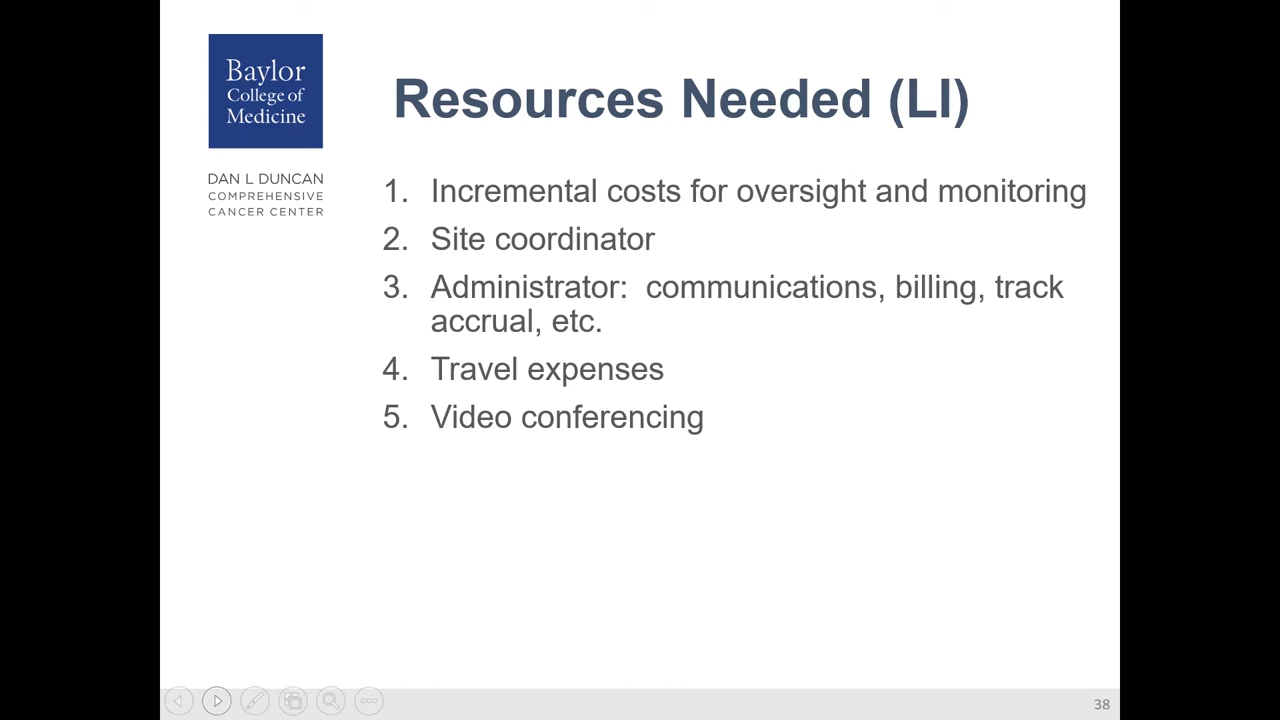 Baylor
College of
Medicine
DAN L DUNCAN
COMPREHENSIVE
CANCER CENTER
Resources Needed (LI)
1. Incremental costs for oversight and monitoring
2. Site coordinator
3. Administrator:  communications, billing, track
accrual, etc.
4. Travel expenses
5. Video conferencing
38